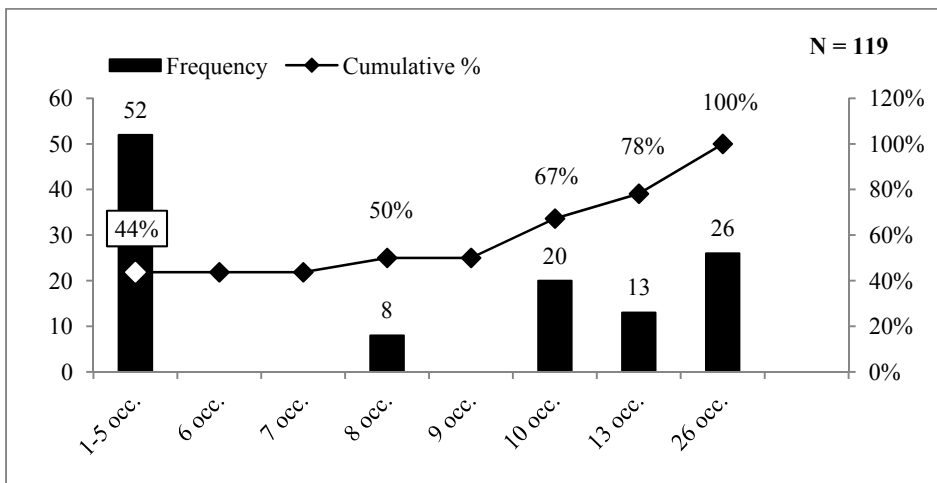 N = 119
Frequency Cumulative %
60 52 120%
50 100% 100%
40 78% 80%
30 44% 50% 67% 26 60%
20 20 13 40%
10 8 20%
0 0%
1-5 occ. 6 occ. 7 occ. 8 occ. 9 occ. 10 occ. 13 occ. 26 occ.